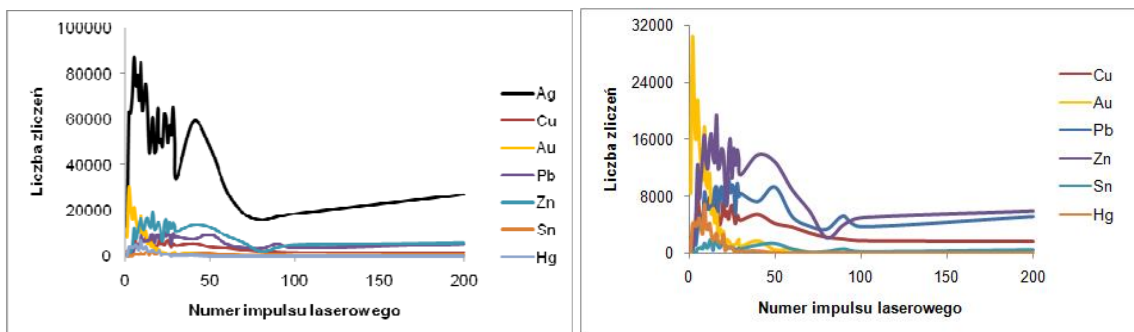 100000
80000
60000
40000
20000
0
Liczba zliczeń
0
50
100
150
200
Numer impulsu laserowego
Ag
Cu
Au
Pb
Zn
Sn
Hg
32000
24000
16000
8000
0
Liczba zliczeń
0
50
100
150
200
Numer impulsu laserowego
Cu
Au
Pb
Zn
Sn
Hg